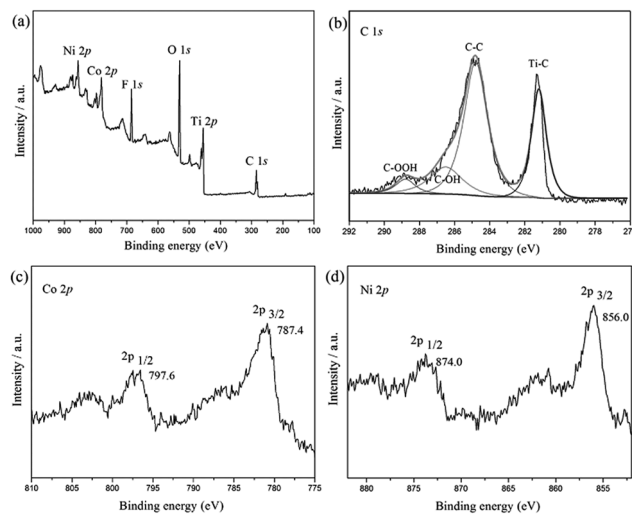 (a)
Ni 2p
Co 2p
F 1s
O 1s
Ti 2p
C 1s
Intensity / a.u.
1000 900 800 700 600 500 400 300 200 100
Binding energy (eV)
(b)
C 1s
C-C
Ti-C
C-OOH
C-OH
Intensity / a.u.
292 290 288 286 284 282 280 278 27
Binding energy (eV)
(c)
Co 2p
2p 3/2
787.4
2p 1/2
797.6
Intensity / a.u.
810 805 800 795 790 785 780 775
Binding energy (eV)
(d)
Ni 2p
2p 3/2
856.0
2p 1/2
874.0
Intensity / a.u.
880 875 870 865 860 855
Binding energy (eV)